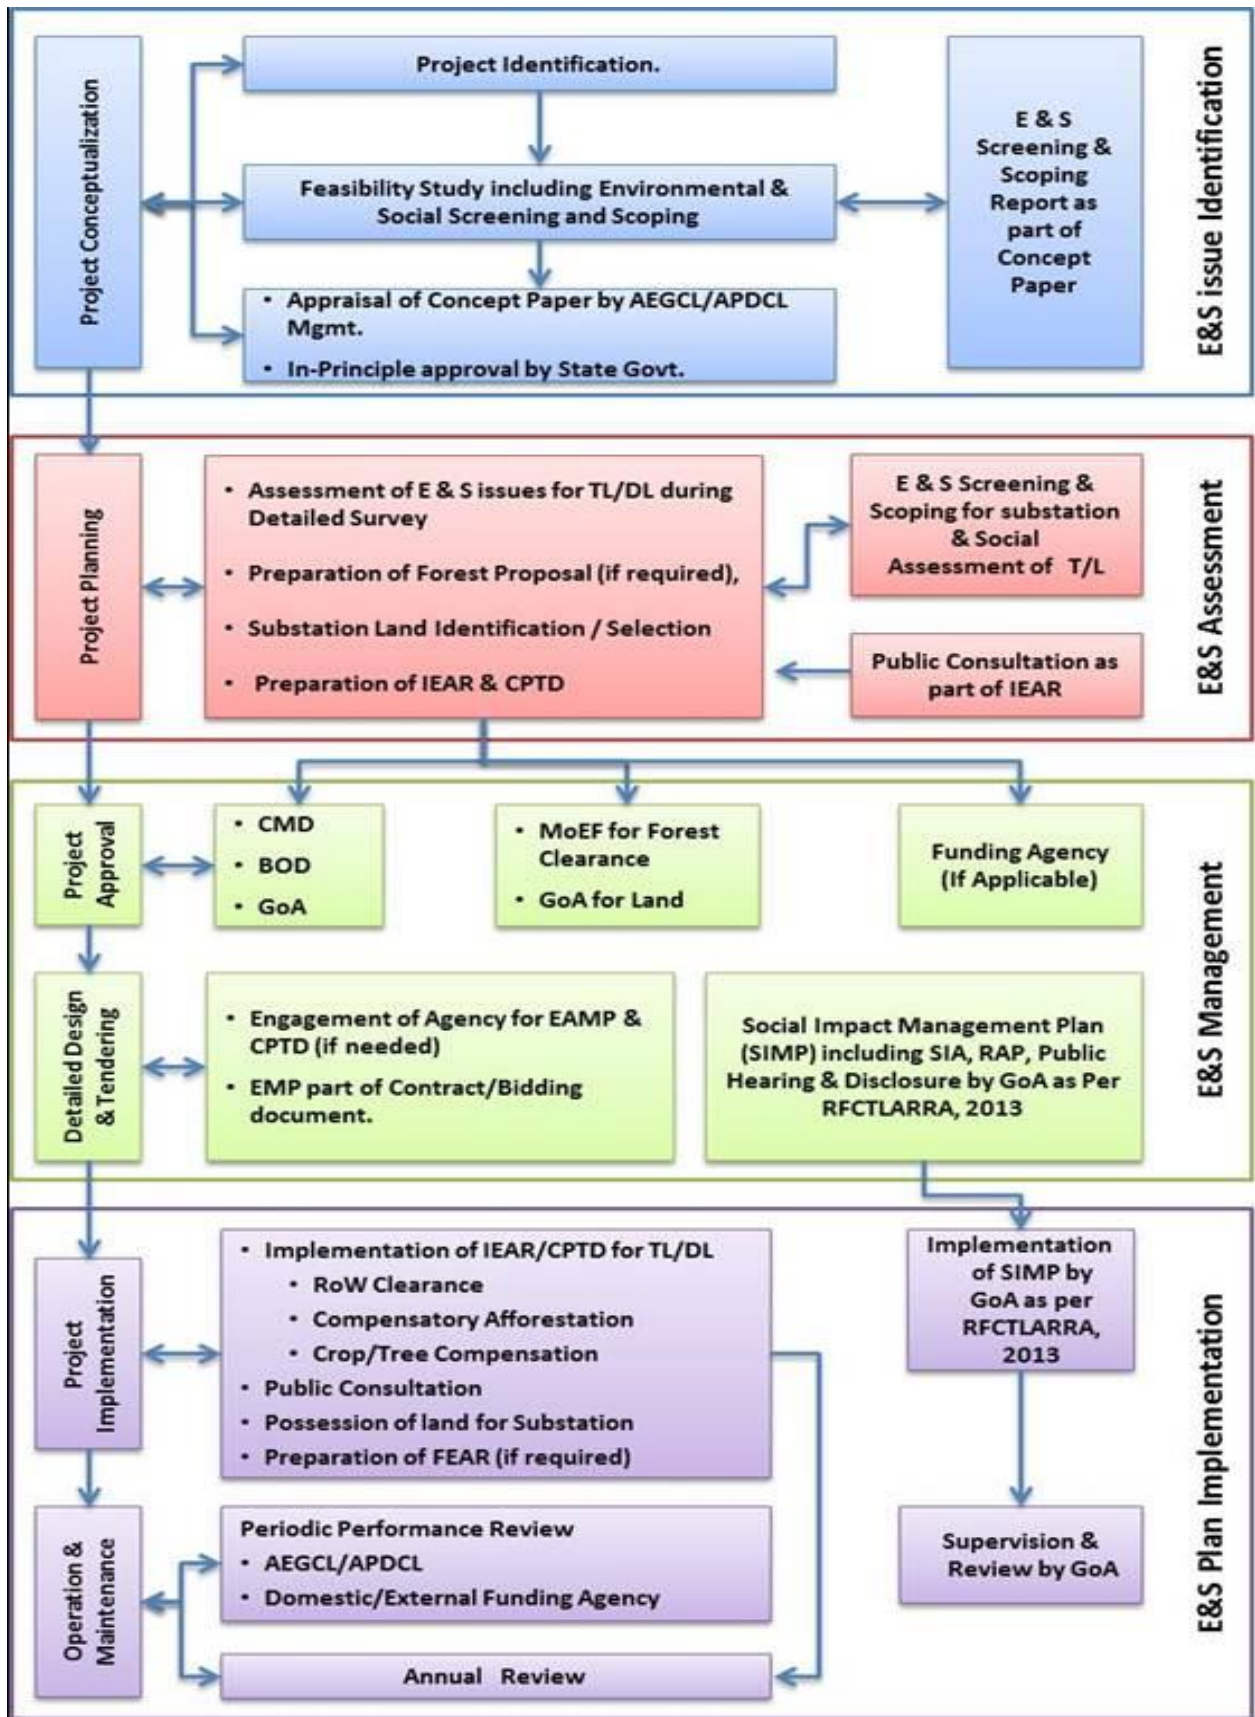 Project Conceptualization
Project Identification.
Feasibility Study including Environmental &
Social Screening and Scoping
• Appraisal of Concept Paper by AEGCL/APDCL
Mgmt.
• In-Principle approval by State Govt.
E & S
Screening &
Scoping
Report as
part of
Concept
Paper
E&S issue Identification
Project Planning
• Assessment of E & S issues for TL/DL during
Detailed Survey
• Preparation of Forest Proposal (if required),
• Substation Land Identification / Selection
• Preparation of IEAR & CPTD
E & S Screening &
Scoping for substation
& Social
Assessment of T/L
Public Consultation as
part of IEAR
E&S Assessment
Project
Approval
• CMD
• BOD
• GoA
• MoEF for Forest
Clearance
• GoA for Land
Funding Agency
(If Applicable)
Detailed Design
& Tendering
• Engagement of Agency for EAMP &
CPTD (if needed)
• EMP part of Contract/Bidding
document.
Social Impact Management Plan
(SIMP) including SIA, RAP, Public
Hearing & Disclosure by GoA as Per
RFCTLARRA, 2013
E&S Management
Project
Implementation
• Implementation of IEAR/CPTD for TL/DL
• RoW Clearance
• Compensatory Afforestation
• Crop/Tree Compensation
• Public Consultation
• Possession of land for Substation
• Preparation of FEAR (if required)
Implementation
of SIMP by
GoA as per
RFCTLARRA,
2013
Operation &
Maintenance
Periodic Performance Review
• AEGCL/APDCL
• Domestic/External Funding Agency
Annual Review
Supervision &
Review by GoA
E&S Plan Implementation